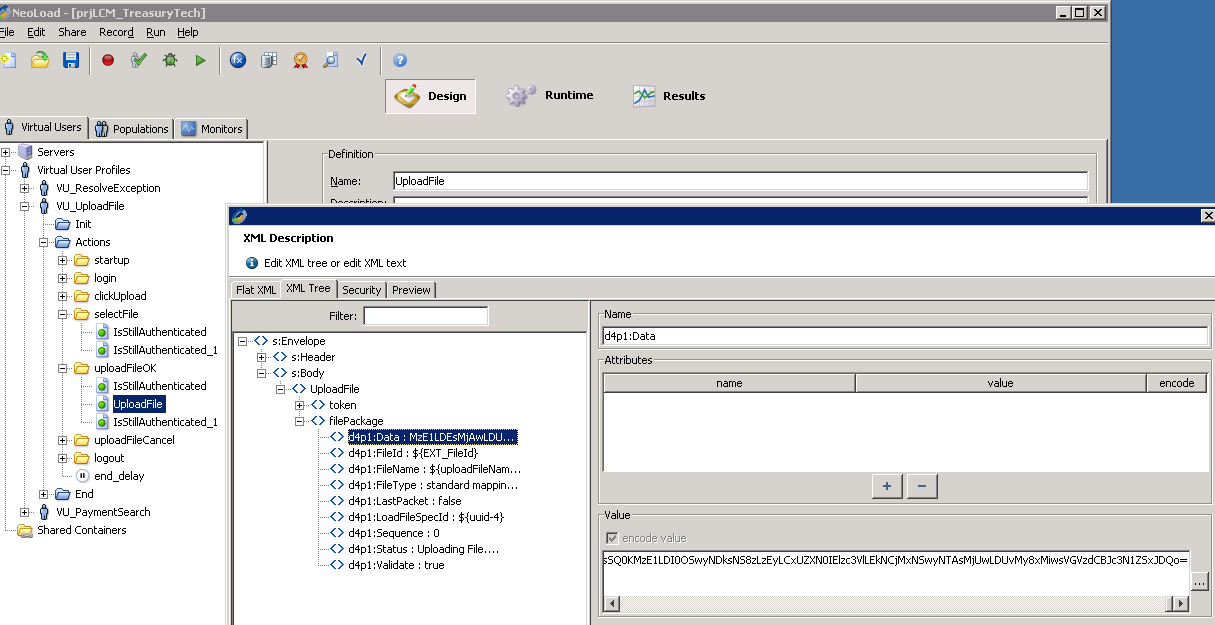 NeoLoad - [prjLCM_TreasuryTech]
File Edit Share Record Run Help
Design Runtime Results
Virtual Users Populations Monitors
Servers
Virtual User Profiles
VU_ResolveException
VU_UploadFile
Init
Actions
startup
login
clickUpload
selectFile
IsStillAuthenticated
IsStillAuthenticated_1
uploadFileOK
IsStillAuthenticated
UploadFile
IsStillAuthenticated_1
uploadFileCancel
logout
end_delay
End
VU_PaymentSearch
Shared Containers
Definition
Name: UploadFile
Description:
XML Description
Edit XML tree or edit XML text
Flat XML XML Tree Security Preview
Filter:
s:Envelope
s:Header
s:Body
UploadFile
token
filePackage
d4p1:Data : MzE1LDEsMjAwLDU...
d4p1:FileId : ${EXT_FileId}
d4p1:FileName : ${uploadFileNam...
d4p1:FileType : standard mappin...
d4p1:LastPacket : false
d4p1:LoadFileSpecId : ${uuid-4}
d4p1:Sequence : 0
d4p1:Status : Uploading File....
d4p1:Validate : true
Name
d4p1:Data
Attributes
name value encode
+ −
Value
encode value
...